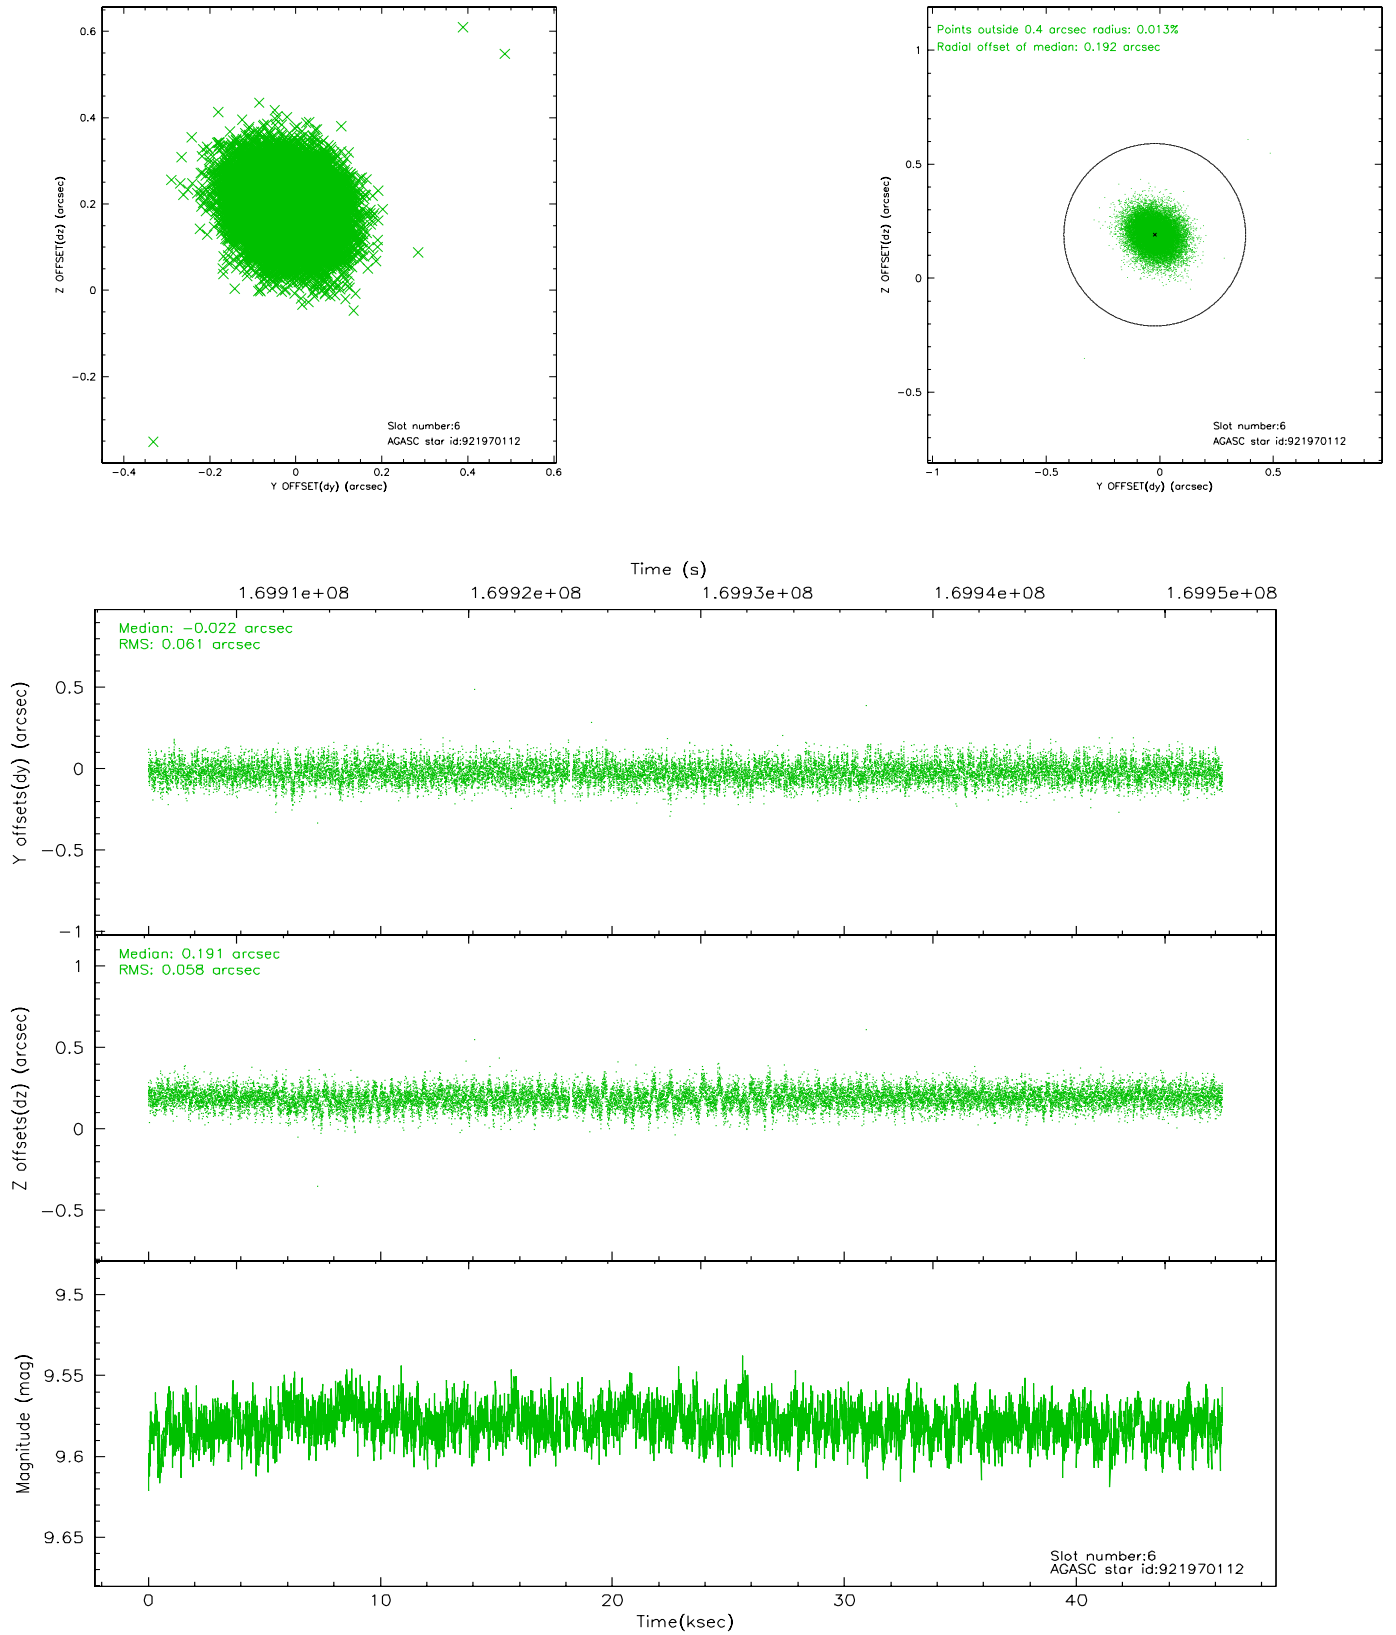 0.6
0.4
0.2
0
−0.2
Z OFFSET(dz) (arcsec)
Slot number:6
AGASC star id:921970112
−0.4 −0.2 0 0.2 0.4 0.6
Y OFFSET(dy) (arcsec)
Points outside 0.4 arcsec radius: 0.013%
Radial offset of median: 0.192 arcsec
1
0.5
0
−0.5
Z OFFSET(dz) (arcsec)
Slot number:6
AGASC star id:921970112
−1 −0.5 0 0.5
Y OFFSET(dy) (arcsec)
Time (s)
1.6991e+08 1.6992e+08 1.6993e+08 1.6994e+08 1.6995e+08
Median: −0.022 arcsec
RMS: 0.061 arcsec
0.5
0
−0.5
−1
Y offsets(dy) (arcsec)
Median: 0.191 arcsec
RMS: 0.058 arcsec
1
0.5
0
−0.5
Z offsets(dz) (arcsec)
9.5
9.55
9.6
9.65
Magnitude (mag)
Slot number:6
AGASC star id:921970112
0 10 20 30 40
Time(ksec)